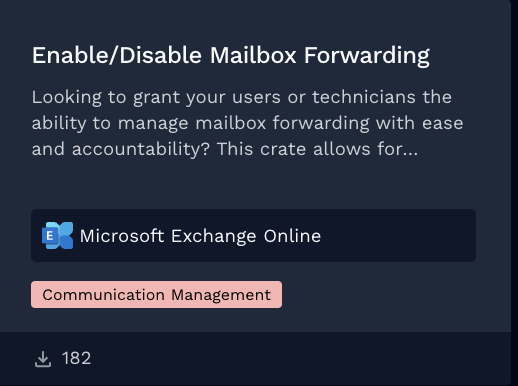 Enable/Disable Mailbox Forwarding
Looking to grant your users or technicians the
ability to manage mailbox forwarding with ease
and accountability? This crate allows for...
E
Microsoft Exchange Online
Communication Management
182